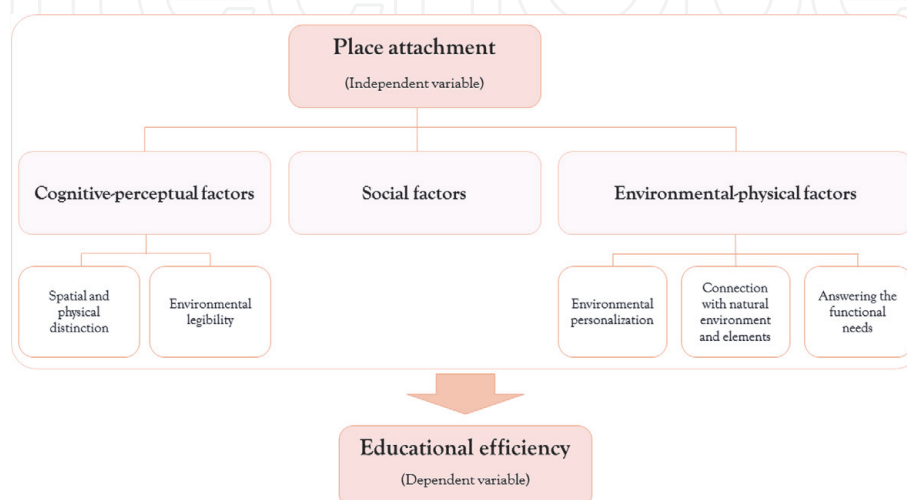 Place attachment
(Independent variable)
Cognitive-perceptual factors
Social factors
Environmental-physical factors
Spatial and
physical
distinction
Environmental
legibility
Environmental
personalization
Connection with
natural
environment
and elements
Answering the
functional
needs
Educational efficiency
(Dependent variable)